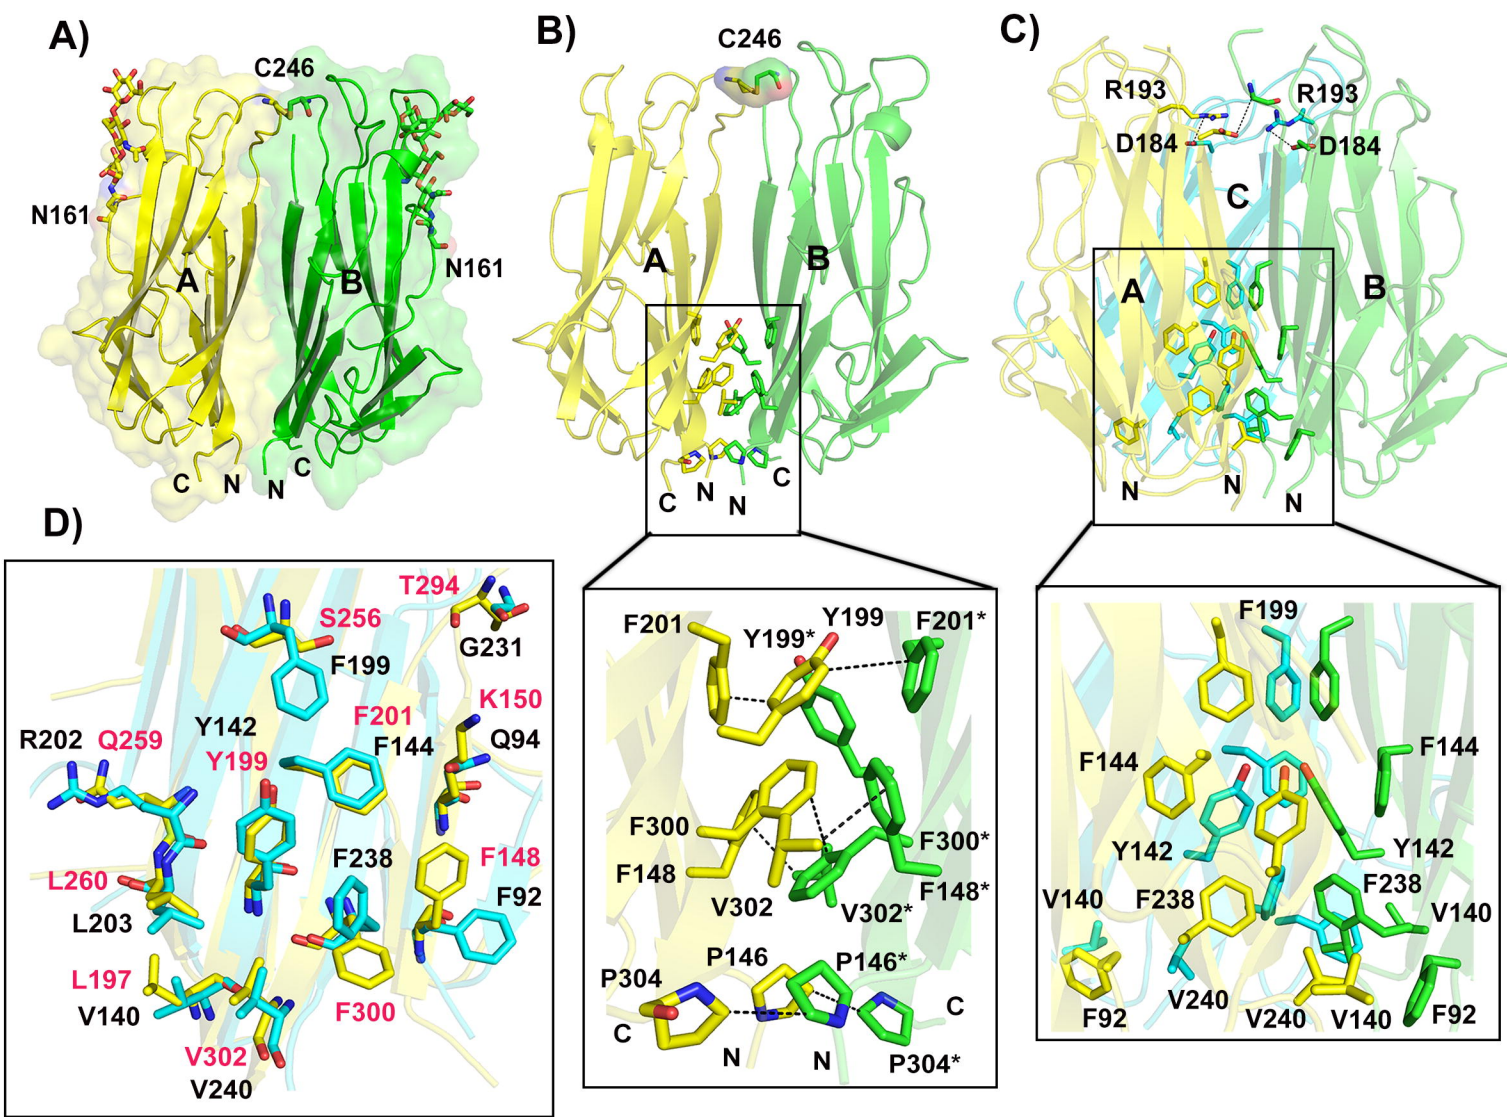 A)
C246
N161
N161
A
B
C
N
N
C
B)
C246
A
B
C
N
N
C
C)
R193
R193
D184
D184
C
A
B
N
N
N
D)
T294
S256
G231
F199
K150
Y142
F201
R202
Q259
F144
Q94
Y199
F238
F148
L260
F92
L203
L197
V140
F300
V302
V240
F201
Y199*
Y199
F201*
F300
F300*
F148
F148*
V302
V302*
P146
P146*
P304
C
C
N
N
P304*
F199
F144
F144
Y142
Y142
V140
F238
F238
V140
V240
F92
V240
V140
F92